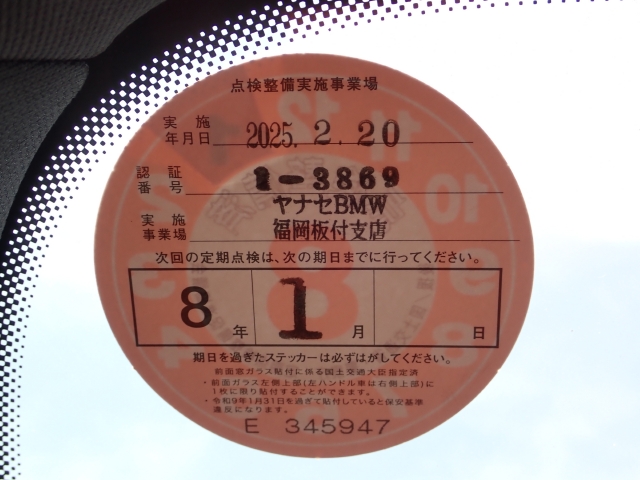 点検整備実施事業場
実施
年月日 2025. 2. 20
認証
番号 1-3869
ヤナセBMW
実施
事業場 福岡板付支店
次回の定期点検は、次の期日までに行ってください。
8年 1月 日
期日を過ぎたステッカーは必ずはがしてください。
前面窓ガラス貼付に係る国土交通大臣指定済
・前面ガラス左側上部(左ハンドル車は右側上部)に
1枚に限り貼付することができます。
・令和9年1月31日を過ぎて貼付していると保安基準
違反になります。
E 345947